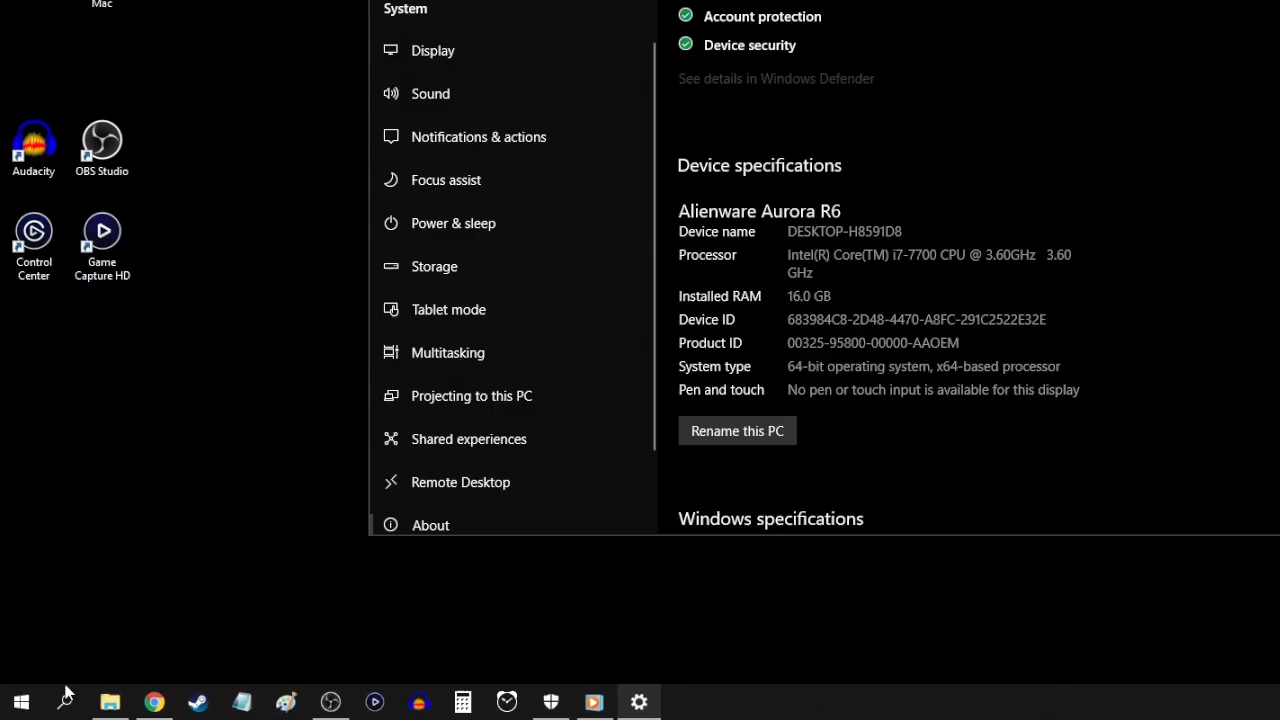 Mac
Audacity
OBS Studio
Control
Center
Game
Capture HD
System
Display
Sound
Notifications & actions
Focus assist
Power & sleep
Storage
Tablet mode
Multitasking
Projecting to this PC
Shared experiences
Remote Desktop
About
Account protection
Device security
See details in Windows Defender
Device specifications
Alienware Aurora R6
Device name DESKTOP-H8591D8
Processor Intel(R) Core(TM) i7-7700 CPU @ 3.60GHz 3.60
GHz
Installed RAM 16.0 GB
Device ID 683984C8-2D48-4470-A8FC-291C2522E32E
Product ID 00325-95800-00000-AAOEM
System type 64-bit operating system, x64-based processor
Pen and touch No pen or touch input is available for this display
Rename this PC
Windows specifications